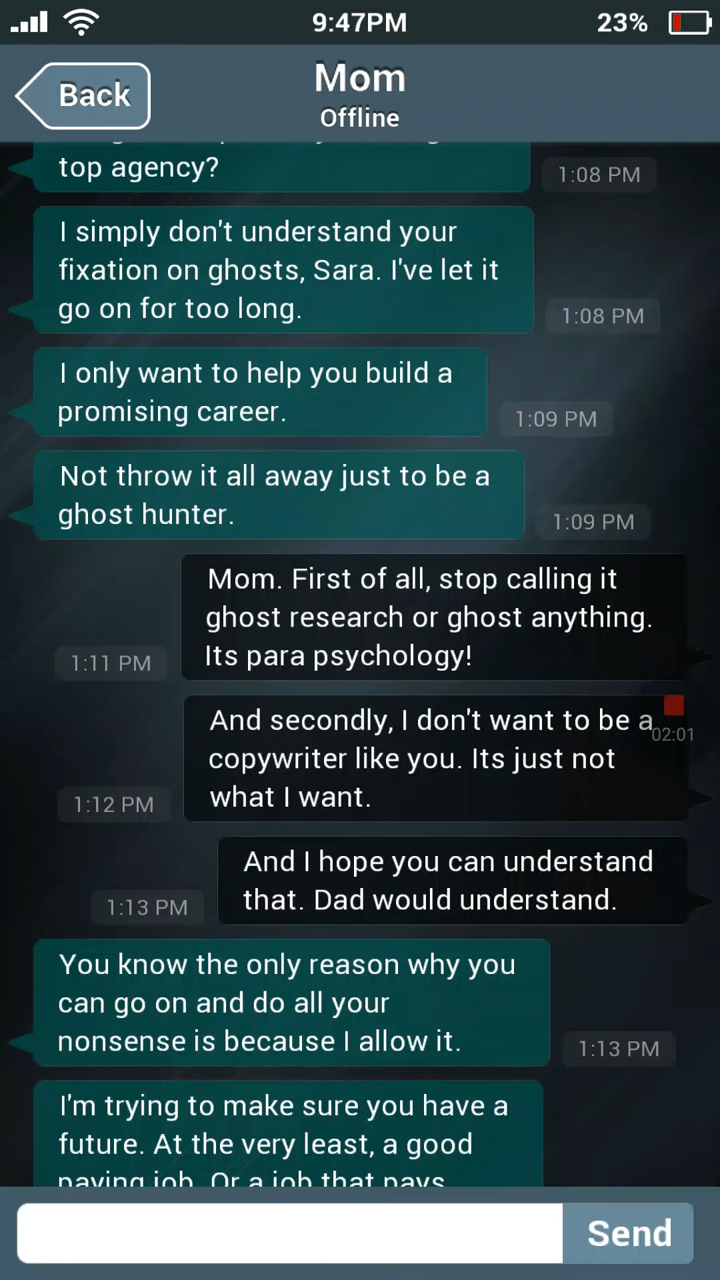 9:47PM
23%
Back
Mom
Offline
top agency?
1:08 PM
I simply don't understand your
fixation on ghosts, Sara. I've let it
go on for too long.
1:08 PM
I only want to help you build a
promising career.
1:09 PM
Not throw it all away just to be a
ghost hunter.
1:09 PM
Mom. First of all, stop calling it
ghost research or ghost anything.
Its para psychology!
1:11 PM
And secondly, I don't want to be a
copywriter like you. Its just not
what I want.
02:01
1:12 PM
And I hope you can understand
that. Dad would understand.
1:13 PM
You know the only reason why you
can go on and do all your
nonsense is because I allow it.
1:13 PM
I'm trying to make sure you have a
future. At the very least, a good
paying job. Or a job that pays
Send